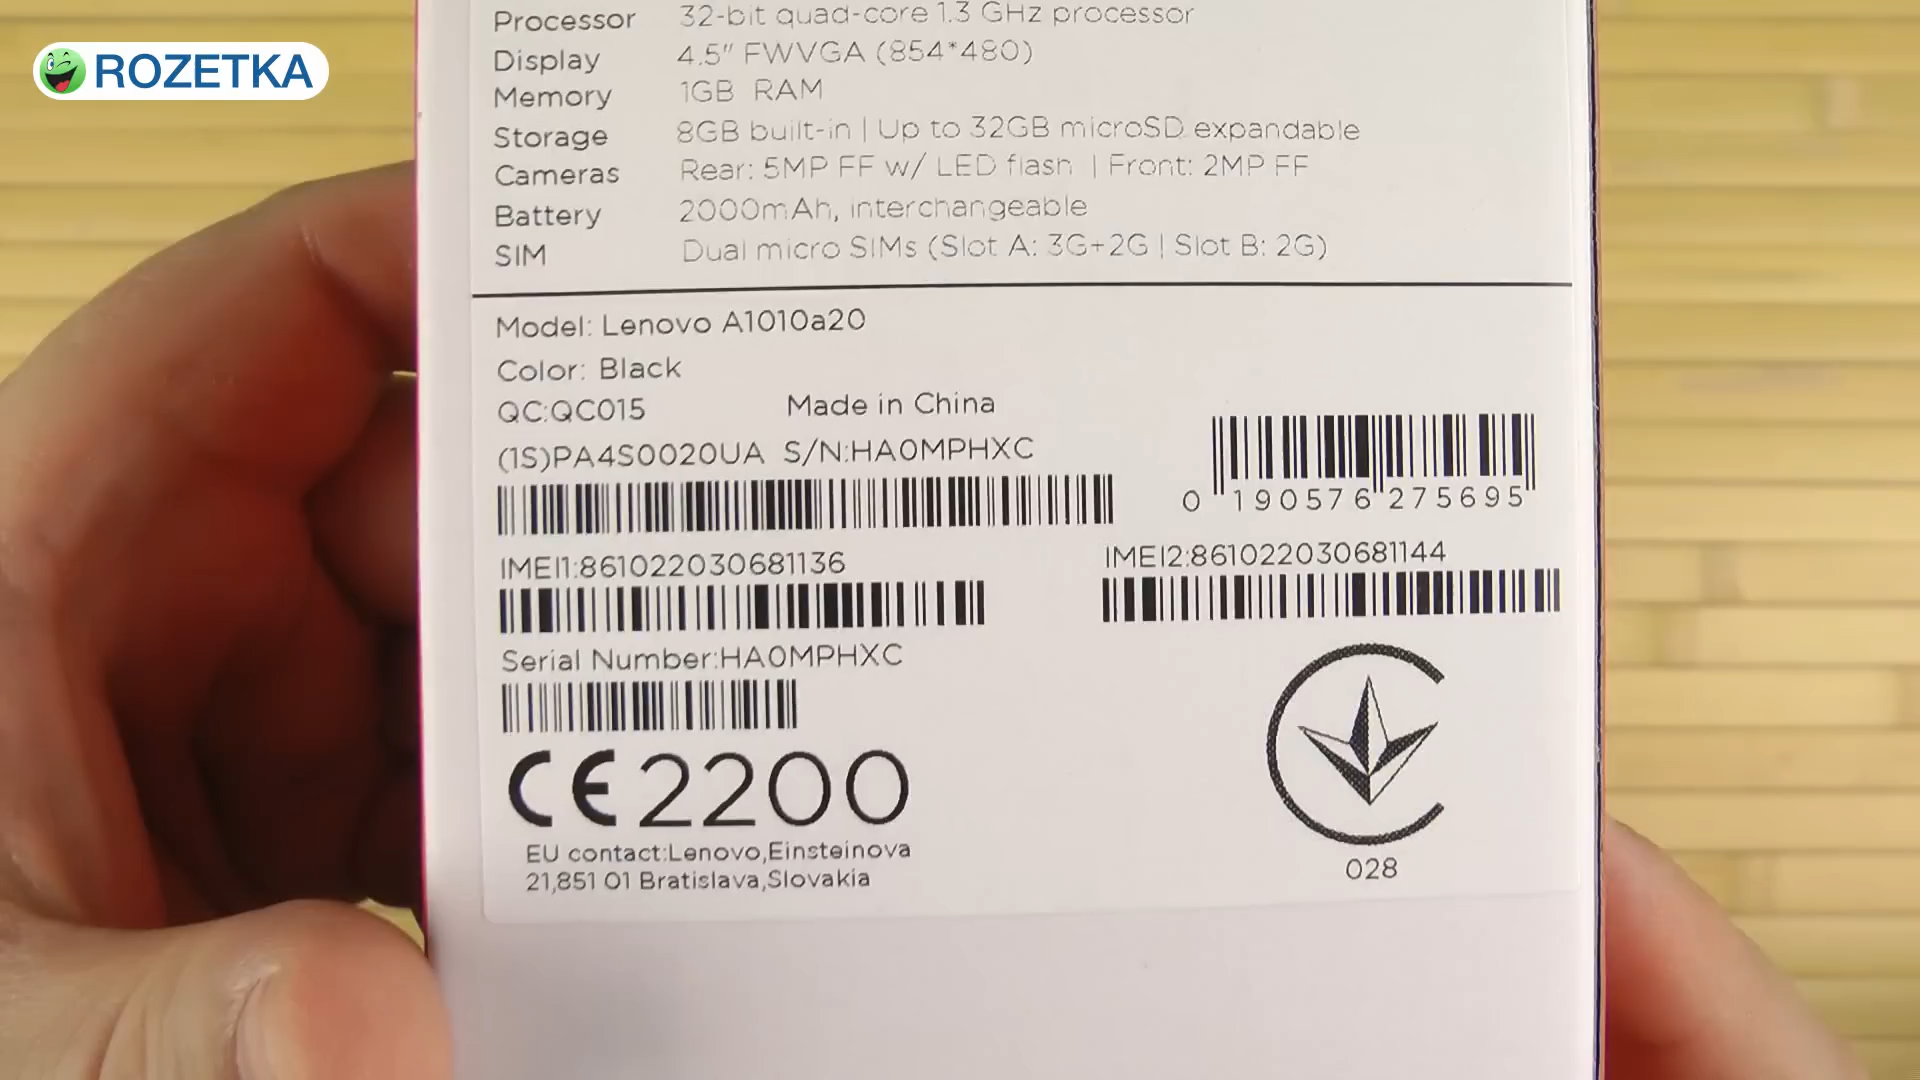 ROZETKA
Processor 32-bit quad-core 1.3 GHz processor
Display 4.5" FWVGA (854*480)
Memory 1GB RAM
Storage 8GB built-in | Up to 32GB microSD expandable
Cameras Rear: 5MP FF w/ LED flash | Front: 2MP FF
Battery 2000mAh, interchangeable
SIM Dual micro SIMs (Slot A: 3G+2G | Slot B: 2G)
Model: Lenovo A1010a20
Color: Black
QC:QC015 Made in China
(1S)PA4S0020UA S/N:HA0MPHXC
0 190576 275695
IMEI1:861022030681136
IMEI2:861022030681144
Serial Number:HA0MPHXC
CE2200
EU contact:Lenovo,Einsteinova
21,851 01 Bratislava,Slovakia
028